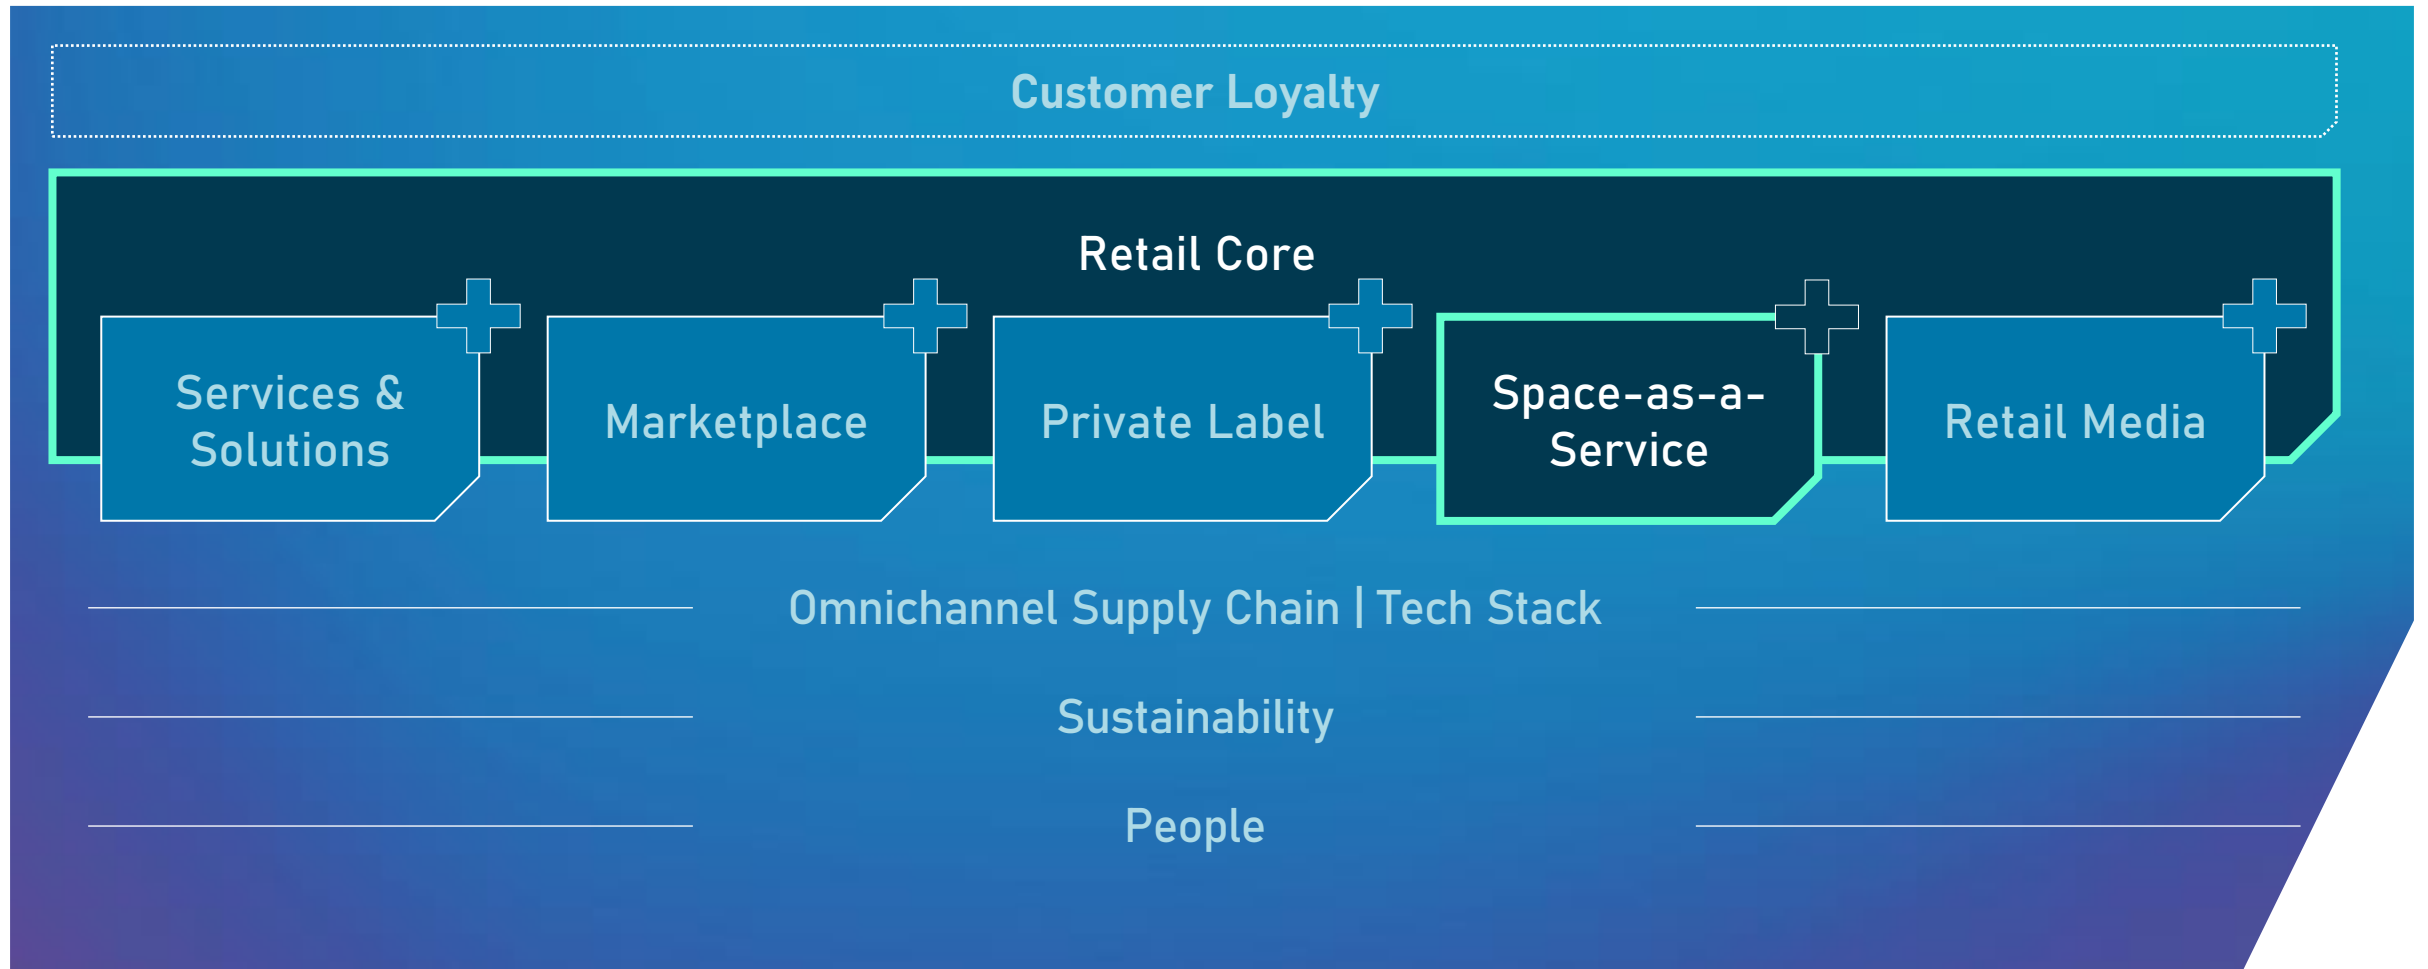 Customer Loyalty
Retail Core
Services &
Solutions
Marketplace
Private Label
Space-as-a-
Service
Retail Media
Omnichannel Supply Chain | Tech Stack
Sustainability
People